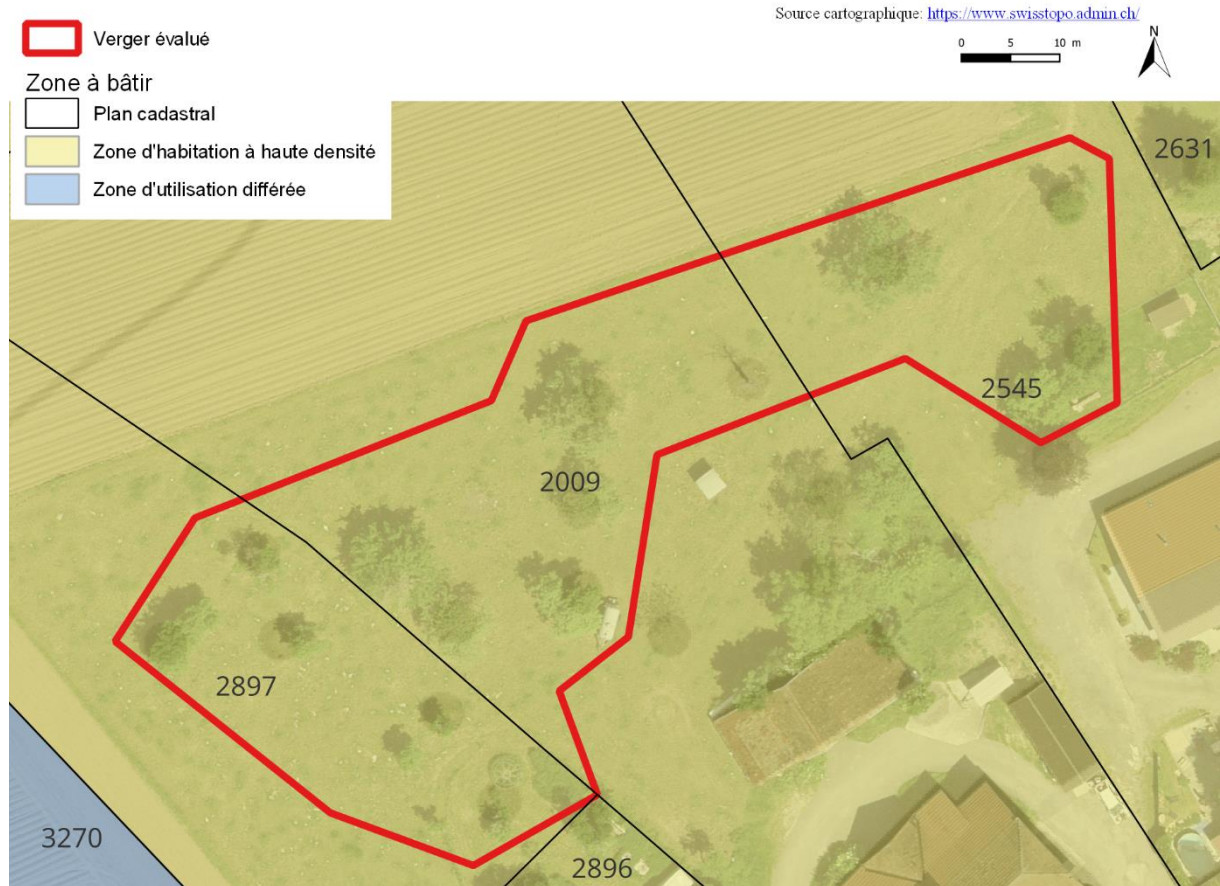 Source cartographique: https://www.swisstopo.admin.ch/
Verger évalué
0 5 10 m
N
Zone à bâtir
Plan cadastral
Zone d'habitation à haute densité
Zone d'utilisation différée
2631
2545
2009
2897
3270
2896